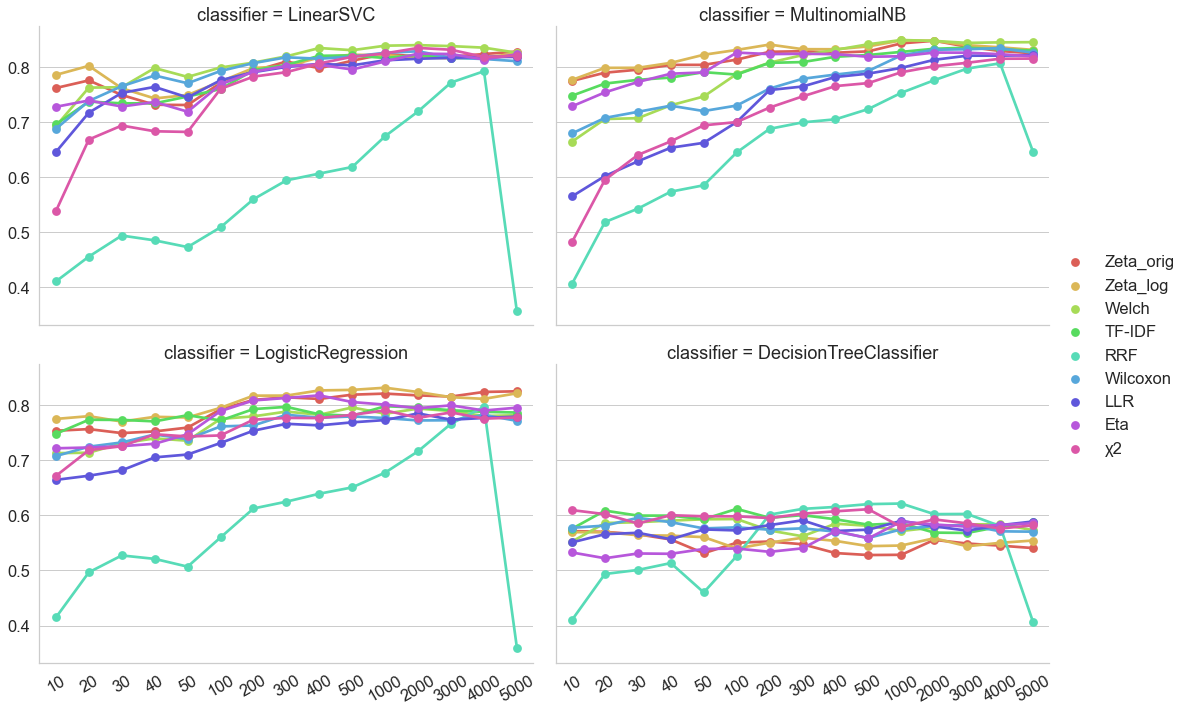 classifier = LinearSVC
classifier = MultinomialNB
0.8
0.7
0.6
0.5
0.4
Zeta_orig
Zeta_log
Welch
TF-IDF
RRF
Wilcoxon
LLR
Eta
χ2
classifier = LogisticRegression
classifier = DecisionTreeClassifier
0.8
0.7
0.6
0.5
0.4
10 20 30 40 50 100 200 300 400 500 1000 2000 3000 4000 5000
10 20 30 40 50 100 200 300 400 500 1000 2000 3000 4000 5000